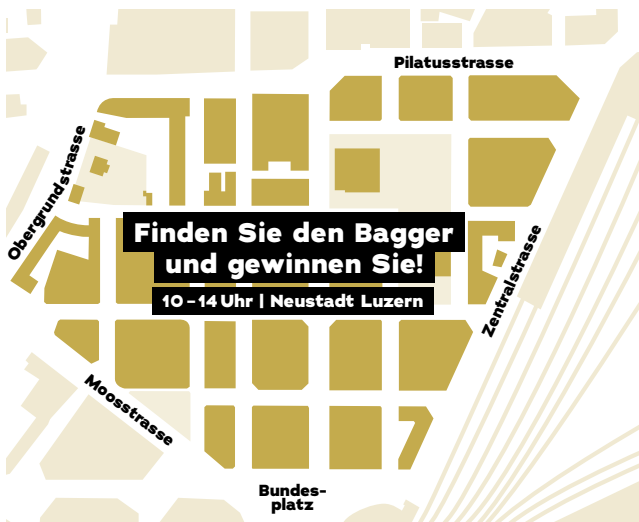 Pilatusstrasse
Obergrundstrasse
Finden Sie den Bagger
und gewinnen Sie!
10 – 14 Uhr | Neustadt Luzern
Zentralstrasse
Moosstrasse
Bundes-
platz